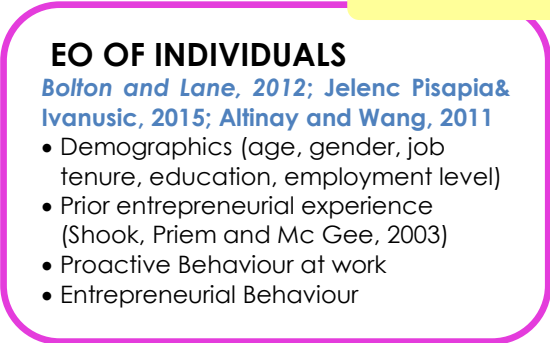 EO OF INDIVIDUALS
Bolton and Lane, 2012; Jelenc Pisapia&
Ivanusic, 2015; Altinay and Wang, 2011
• Demographics (age, gender, job
tenure, education, employment level)
• Prior entrepreneurial experience
(Shook, Priem and Mc Gee, 2003)
• Proactive Behaviour at work
• Entrepreneurial Behaviour